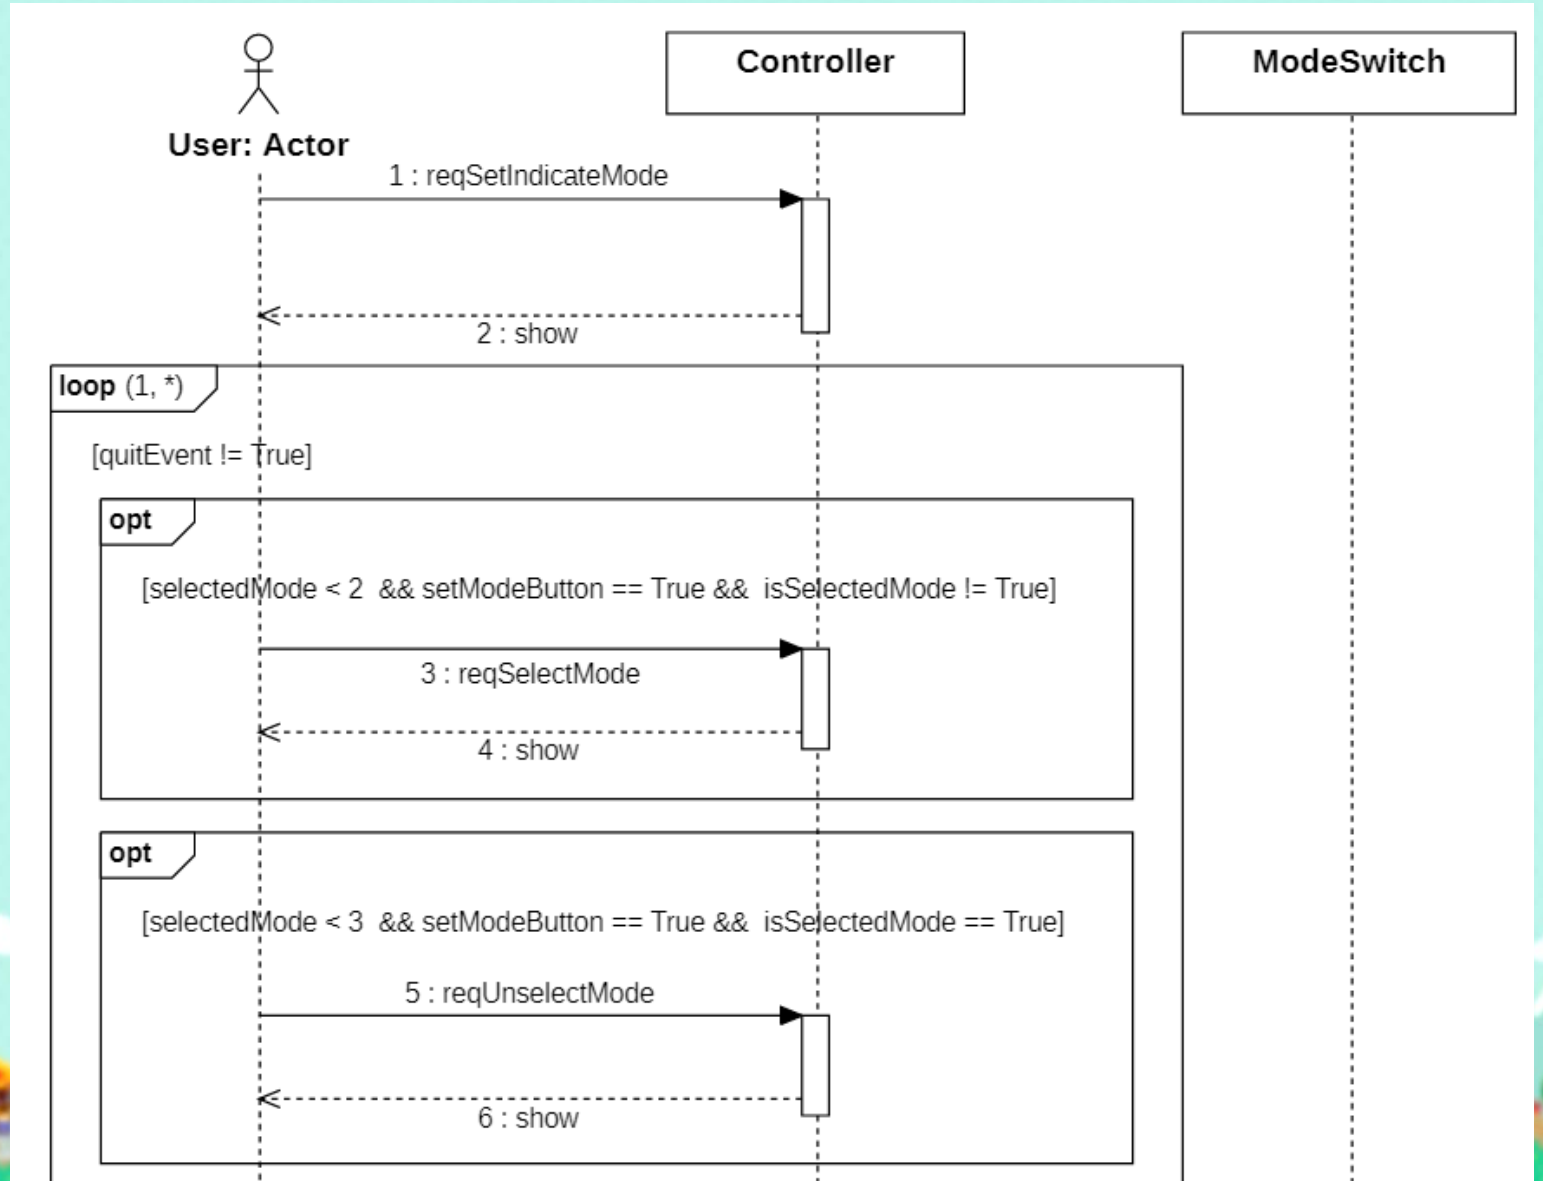 Controller
ModeSwitch
User: Actor
1 : reqSetIndicateMode
2 : show
loop (1, *)
[quitEvent != True]
opt
[selectedMode < 2  && setModeButton == True &&  isSelectedMode != True]
3 : reqSelectMode
4 : show
opt
[selectedMode < 3  && setModeButton == True &&  isSelectedMode == True]
5 : reqUnselectMode
6 : show